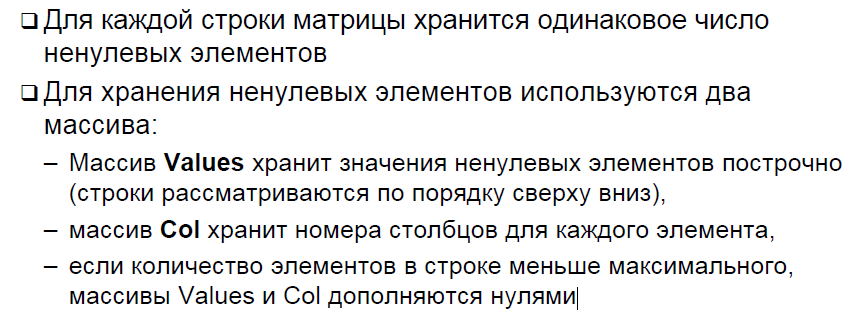 ❑ Для каждой строки матрицы хранится одинаковое число
ненулевых элементов
❑ Для хранения ненулевых элементов используются два
массива:
– Массив Values хранит значения ненулевых элементов построчно
(строки рассматриваются по порядку сверху вниз),
– массив Col хранит номера столбцов для каждого элемента,
– если количество элементов в строке меньше максимального,
массивы Values и Col дополняются нулями